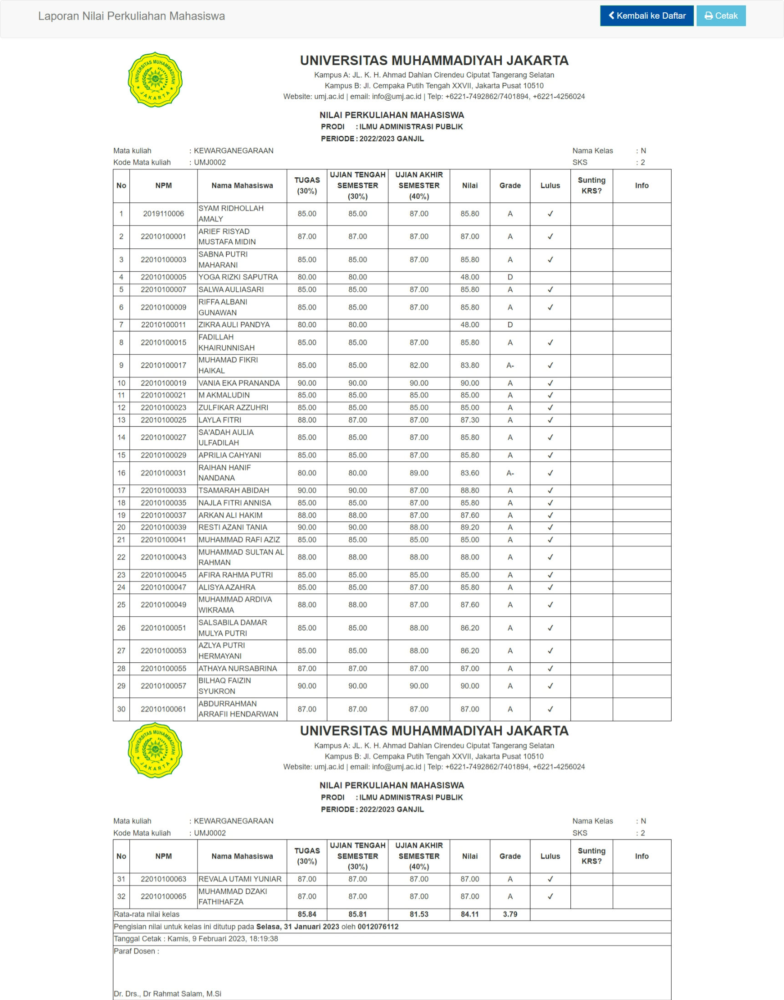 Laporan Nilai Perkuliahan Mahasiswa
Kembali ke Daftar
Cetak
UNIVERSITAS MUHAMMADIYAH
JAKARTA
UNIVERSITAS MUHAMMADIYAH JAKARTA
Kampus A: JL. K. H. Ahmad Dahlan Cirendeu Ciputat Tangerang Selatan
Kampus B: Jl. Cempaka Putih Tengah XXVII, Jakarta Pusat 10510
Website: umj.ac.id | email: info@umj.ac.id | Telp: +6221-7492862/7401894, +6221-4256024
NILAI PERKULIAHAN MAHASISWA
PRODI : ILMU ADMINISTRASI PUBLIK
PERIODE : 2022/2023 GANJIL
Mata kuliah : KEWARGANEGARAAN Nama Kelas : N
Kode Mata kuliah : UMJ0002 SKS : 2
No NPM Nama Mahasiswa TUGAS (30%) UJIAN TENGAH SEMESTER (30%) UJIAN AKHIR SEMESTER (40%) Nilai Grade Lulus Sunting KRS? Info
1 2019110006 SYAM RIDHOLLAH AMALY 85.00 85.00 87.00 85.80 A ✓
2 22010100001 ARIEF RISYAD MUSTAFA MIDIN 87.00 87.00 87.00 87.00 A ✓
3 22010100003 SABNA PUTRI MAHARANI 85.00 85.00 87.00 85.80 A ✓
4 22010100005 YOGA RIZKI SAPUTRA 80.00 80.00 48.00 D
5 22010100007 SALWA AULIASARI 85.00 85.00 87.00 85.80 A ✓
6 22010100009 RIFFA ALBANI GUNAWAN 85.00 85.00 87.00 85.80 A ✓
7 22010100011 ZIKRA AULI PANDYA 80.00 80.00 48.00 D
8 22010100015 FADILLAH KHAIRUNNISAH 85.00 85.00 87.00 85.80 A ✓
9 22010100017 MUHAMAD FIKRI HAIKAL 85.00 85.00 82.00 83.80 A- ✓
10 22010100019 VANIA EKA PRANANDA 90.00 90.00 90.00 90.00 A ✓
11 22010100021 M AKMALUDIN 85.00 85.00 85.00 85.00 A ✓
12 22010100023 ZULFIKAR AZZUHRI 85.00 85.00 85.00 85.00 A ✓
13 22010100025 LAYLA FITRI 88.00 87.00 87.00 87.30 A ✓
14 22010100027 SA'ADAH AULIA ULFADILAH 85.00 85.00 87.00 85.80 A ✓
15 22010100029 APRILIA CAHYANI 85.00 85.00 87.00 85.80 A ✓
16 22010100031 RAIHAN HANIF NANDANA 80.00 80.00 89.00 83.60 A- ✓
17 22010100033 TSAMARAH ABIDAH 90.00 90.00 87.00 88.80 A ✓
18 22010100035 NAJLA FITRI ANNISA 85.00 85.00 87.00 85.80 A ✓
19 22010100037 ARKAN ALI HAKIM 88.00 88.00 87.00 87.60 A ✓
20 22010100039 RESTI AZANI TANIA 90.00 90.00 88.00 89.20 A ✓
21 22010100041 MUHAMMAD RAFI AZIZ 85.00 85.00 85.00 85.00 A ✓
22 22010100043 MUHAMMAD SULTAN AL RAHMAN 88.00 88.00 88.00 88.00 A ✓
23 22010100045 AFIRA RAHMA PUTRI 85.00 85.00 85.00 85.00 A ✓
24 22010100047 ALISYA AZAHRA 85.00 85.00 87.00 85.80 A ✓
25 22010100049 MUHAMMAD ARDIVA WIKRAMA 88.00 88.00 87.00 87.60 A ✓
26 22010100051 SALSABILA DAMAR MULYA PUTRI 85.00 85.00 88.00 86.20 A ✓
27 22010100053 AZLYA PUTRI HERMAYANI 85.00 85.00 88.00 86.20 A ✓
28 22010100055 ATHAYA NURSABRINA 87.00 87.00 87.00 87.00 A ✓
29 22010100057 BILHAQ FAIZIN SYUKRON 90.00 90.00 90.00 90.00 A ✓
30 22010100061 ABDURRAHMAN ARRAFII HENDARWAN 87.00 87.00 87.00 87.00 A ✓
UNIVERSITAS MUHAMMADIYAH
JAKARTA
UNIVERSITAS MUHAMMADIYAH JAKARTA
Kampus A: JL. K. H. Ahmad Dahlan Cirendeu Ciputat Tangerang Selatan
Kampus B: Jl. Cempaka Putih Tengah XXVII, Jakarta Pusat 10510
Website: umj.ac.id | email: info@umj.ac.id | Telp: +6221-7492862/7401894, +6221-4256024
NILAI PERKULIAHAN MAHASISWA
PRODI : ILMU ADMINISTRASI PUBLIK
PERIODE : 2022/2023 GANJIL
Mata kuliah : KEWARGANEGARAAN Nama Kelas : N
Kode Mata kuliah : UMJ0002 SKS : 2
No NPM Nama Mahasiswa TUGAS (30%) UJIAN TENGAH SEMESTER (30%) UJIAN AKHIR SEMESTER (40%) Nilai Grade Lulus Sunting KRS? Info
31 22010100063 REVALA UTAMI YUNIAR 87.00 87.00 87.00 87.00 A ✓
32 22010100065 MUHAMMAD DZAKI FATHIHAFZA 87.00 87.00 87.00 87.00 A ✓
Rata-rata nilai kelas 85.84 85.81 81.53 84.11 3.79
Pengisian nilai untuk kelas ini ditutup pada Selasa, 31 Januari 2023 oleh 0012076112
Tanggal Cetak : Kamis, 9 Februari 2023, 18:19:38
Paraf Dosen :
Dr. Drs., Dr Rahmat Salam, M.Si